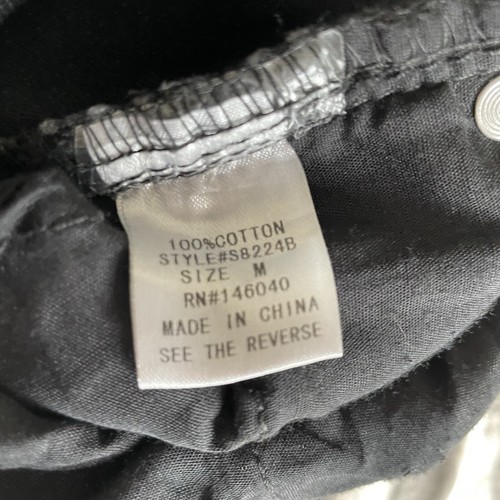 100%COTTON
STYLE#S8224B
SIZE M
RN#146040
MADE IN CHINA
SEE THE REVERSE